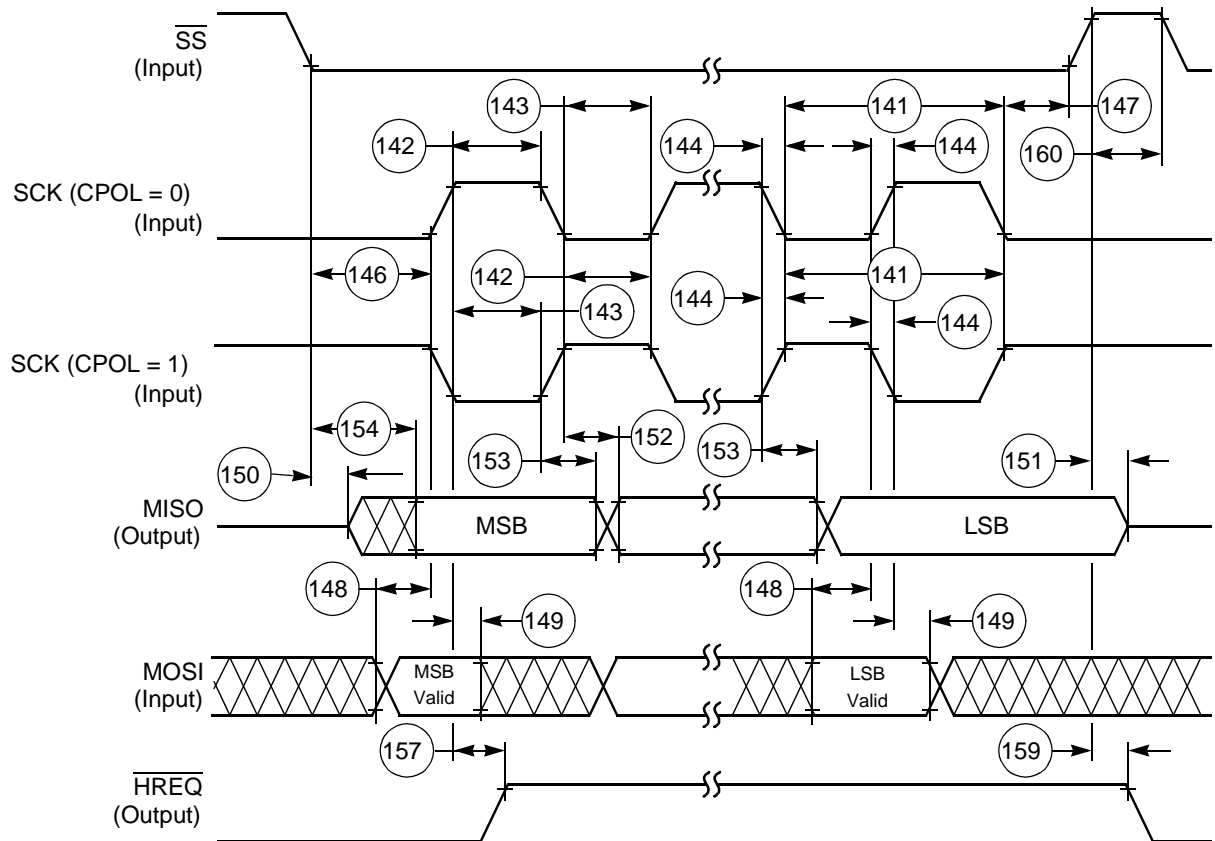 SS
(Input)
143
141
147
142
144
144
160
SCK (CPOL = 0)
(Input)
146
142
141
144
143
144
SCK (CPOL = 1)
(Input)
154
152
153
153
150
151
MISO
(Output)
MSB
LSB
148
148
149
149
MOSI
(Input)
MSB
Valid
LSB
Valid
157
159
HREQ
(Output)